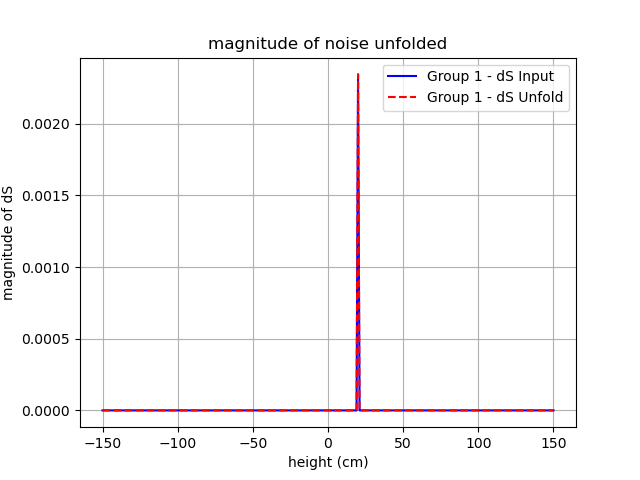 magnitude of noise unfolded
Group 1 - dS Input
Group 1 - dS Unfold
magnitude of dS
0.0020
0.0015
0.0010
0.0005
0.0000
−150
−100
−50
0
50
100
150
height (cm)